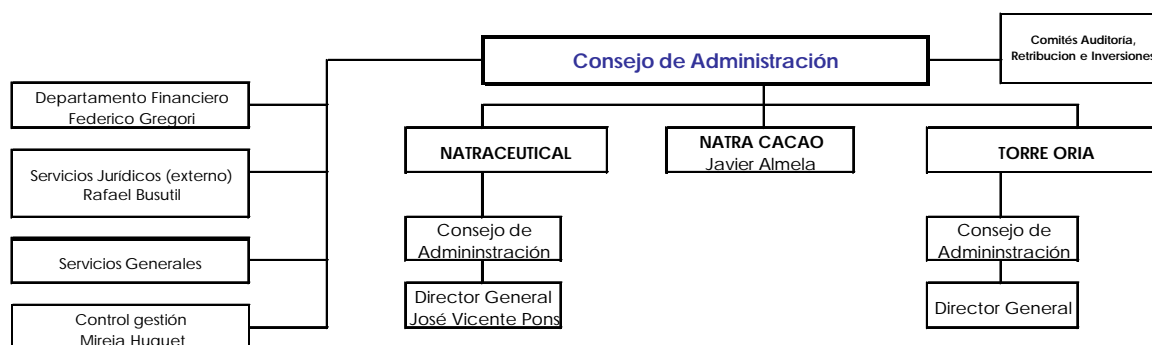 Consejo de Administración
Comités Auditoría,
Retribucion e Inversiones
Departamento Financiero
Federico Gregori
Servicios Jurídicos (externo)
Rafael Busutil
Servicios Generales
Control gestión
Mireia Huguet
NATRACEUTICAL
Consejo de
Admininstración
Director General
José Vicente Pons
NATRA CACAO
Javier Almela
TORRE ORIA
Consejo de
Admininstración
Director General